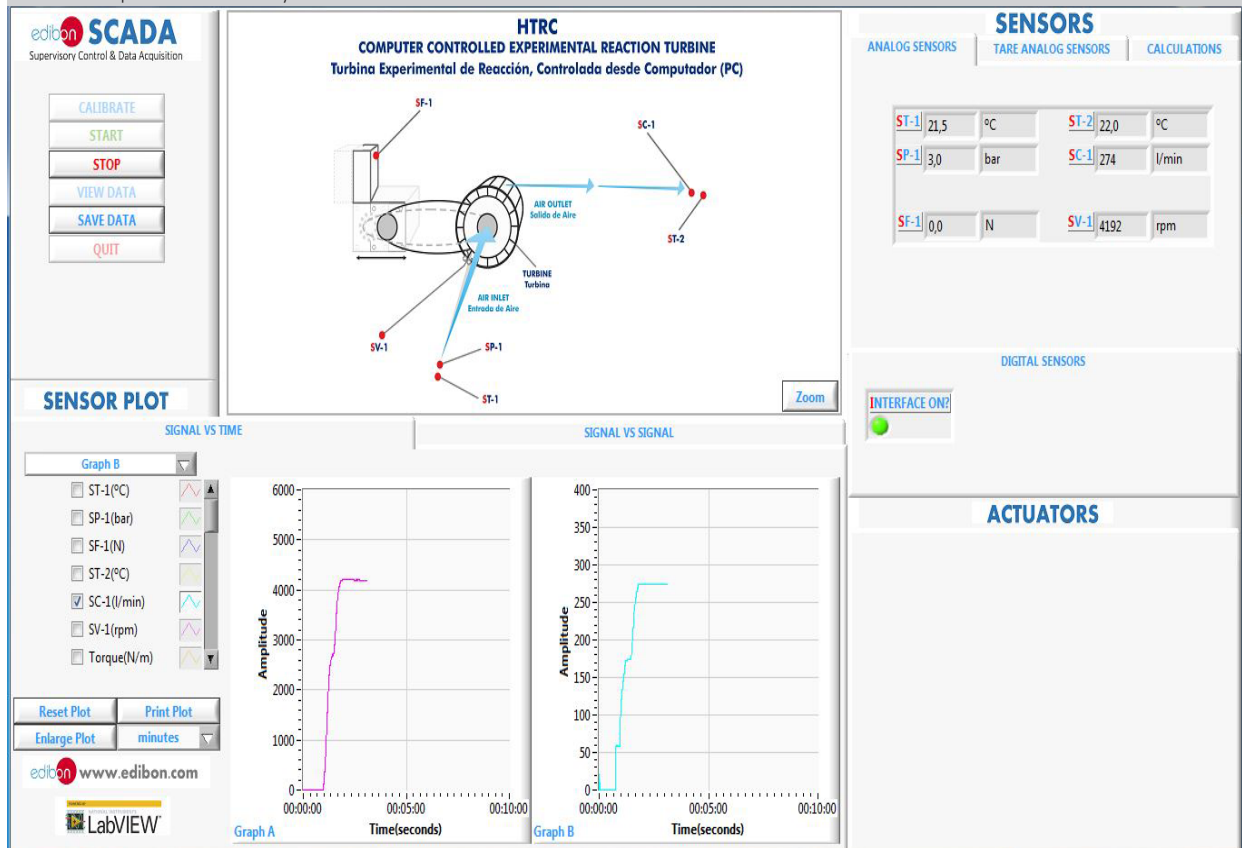 edibon SCADA
Supervisory Control & Data Acquisition
CALIBRATE
START
STOP
VIEW DATA
SAVE DATA
QUIT
HTRC
COMPUTER CONTROLLED EXPERIMENTAL REACTION TURBINE
Turbina Experimental de Reacción, Controlada desde Computador (PC)
SF-1
SC-1
AIR OUTLET
Salida de Aire
ST-2
TURBINE
Turbina
AIR INLET
Entrada de Aire
SV-1
SP-1
ST-1
Zoom
SENSORS
ANALOG SENSORS
TARE ANALOG SENSORS
CALCULATIONS
ST-1 21,5 ºC ST-2 22,0 ºC
SP-1 3,0 bar SC-1 274 l/min
SF-1 0,0 N SV-1 4192 rpm
DIGITAL SENSORS
INTERFACE ON?
ACTUATORS
SENSOR PLOT
SIGNAL VS TIME
SIGNAL VS SIGNAL
Graph B
ST-1(ºC)
SP-1(bar)
SF-1(N)
ST-2(ºC)
SC-1(l/min)
SV-1(rpm)
Torque(N/m)
Reset Plot Print Plot
Enlarge Plot minutes
edibon www.edibon.com
LabVIEW
6000
5000
4000
3000
2000
1000
0
Amplitude
00:00:00 00:05:00 00:10:00
Graph A Time(seconds)
400
350
300
250
200
150
100
50
0
Amplitude
00:00:00 00:05:00 00:10:00
Graph B Time(seconds)